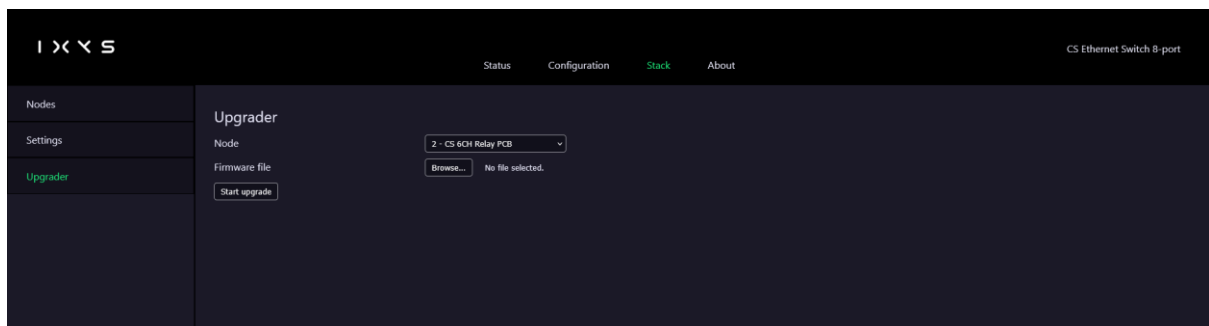 IXYS
CS Ethernet Switch 8-port
Status Configuration Stack About
Nodes
Settings
Upgrader
Upgrader
Node 2 - CS 6CH Relay PCB
Firmware file Browse... No file selected.
Start upgrade